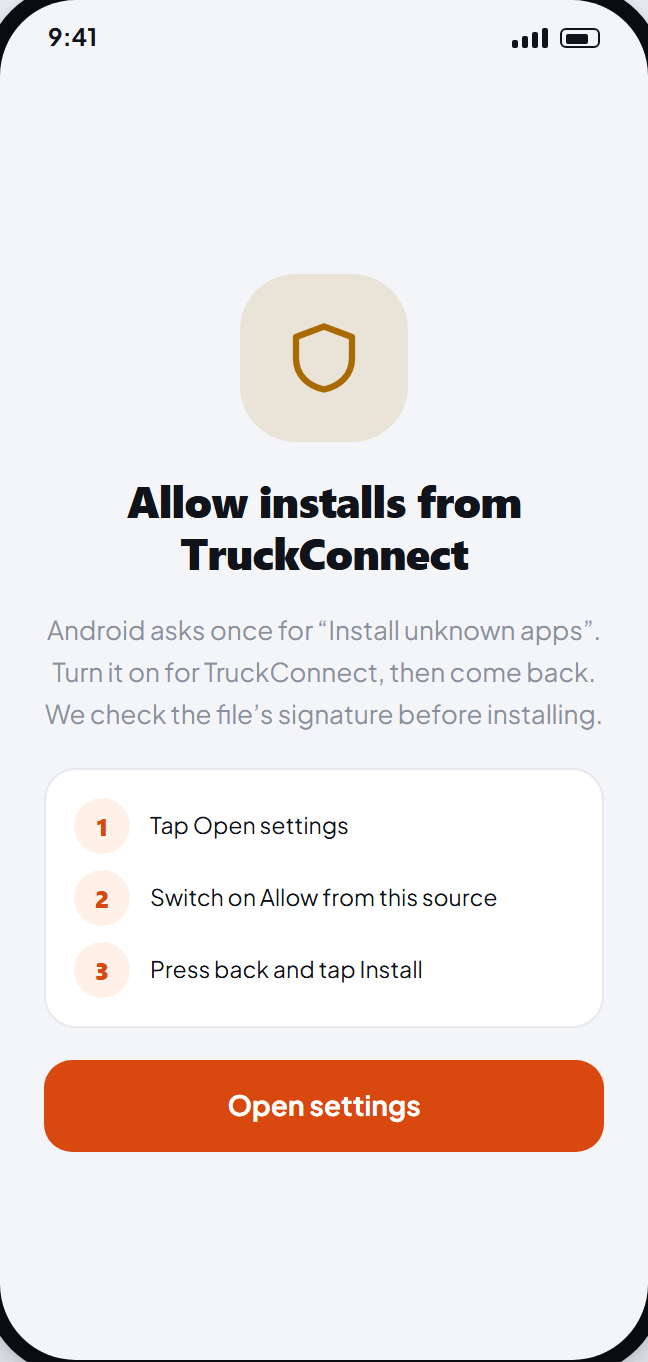 9:41
Allow installs from
TruckConnect
Android asks once for “Install unknown apps”.
Turn it on for TruckConnect, then come back.
We check the file’s signature before installing.
1 Tap Open settings
2 Switch on Allow from this source
3 Press back and tap Install
Open settings